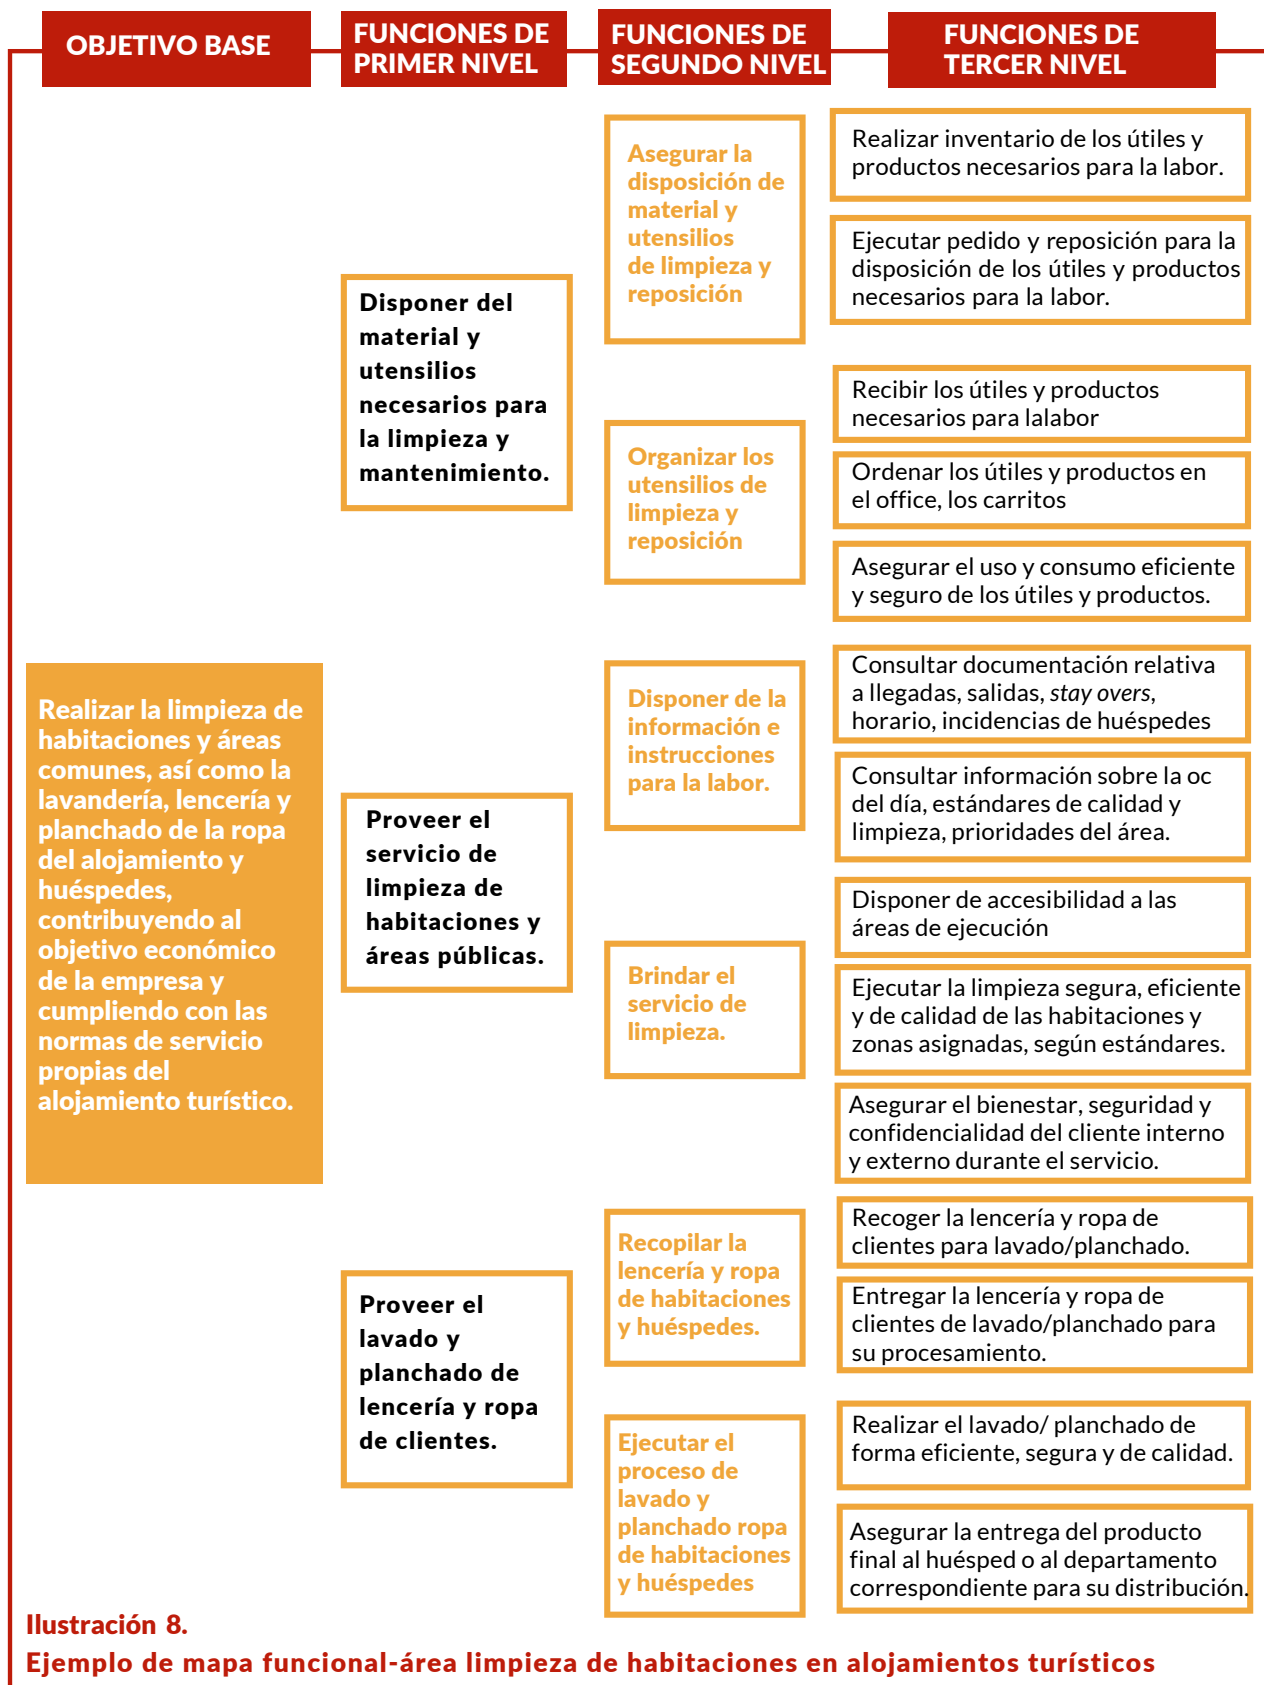 OBJETIVO BASE
FUNCIONES DE
PRIMER NIVEL
FUNCIONES DE
SEGUNDO NIVEL
FUNCIONES DE
TERCER NIVEL
Realizar la limpieza de
habitaciones y áreas
comunes, así como la
lavandería, lencería y
planchado de la ropa
del alojamiento y
huéspedes,
contribuyendo al
objetivo económico
de la empresa y
cumpliendo con las
normas de servicio
propias del
alojamiento turístico.
Disponer del
material y
utensilios
necesarios para
la limpieza y
mantenimiento.
Asegurar la
disposición de
material y
utensilios
de limpieza y
reposición
Realizar inventario de los útiles y
productos necesarios para la labor.
Ejecutar pedido y reposición para la
disposición de los útiles y productos
necesarios para la labor.
Organizar los
utensilios de
limpieza y
reposición
Recibir los útiles y productos
necesarios para lalabor
Ordenar los útiles y productos en
el office, los carritos
Asegurar el uso y consumo eficiente
y seguro de los útiles y productos.
Proveer el
servicio de
limpieza de
habitaciones y
áreas públicas.
Disponer de la
información e
instrucciones
para la labor.
Consultar documentación relativa
a llegadas, salidas, stay overs,
horario, incidencias de huéspedes
Consultar información sobre la oc
del día, estándares de calidad y
limpieza, prioridades del área.
Brindar el
servicio de
limpieza.
Disponer de accesibilidad a las
áreas de ejecución
Ejecutar la limpieza segura, eficiente
y de calidad de las habitaciones y
zonas asignadas, según estándares.
Asegurar el bienestar, seguridad y
confidencialidad del cliente interno
y externo durante el servicio.
Proveer el
lavado y
planchado de
lencería y ropa
de clientes.
Recopilar la
lencería y ropa
de habitaciones
y huéspedes.
Recoger la lencería y ropa de
clientes para lavado/planchado.
Entregar la lencería y ropa de
clientes de lavado/planchado para
su procesamiento.
Ejecutar el
proceso de
lavado y
planchado ropa
de habitaciones
y huéspedes
Realizar el lavado/ planchado de
forma eficiente, segura y de calidad.
Asegurar la entrega del producto
final al huésped o al departamento
correspondiente para su distribución.
Ilustración 8.
Ejemplo de mapa funcional-área limpieza de habitaciones en alojamientos turísticos